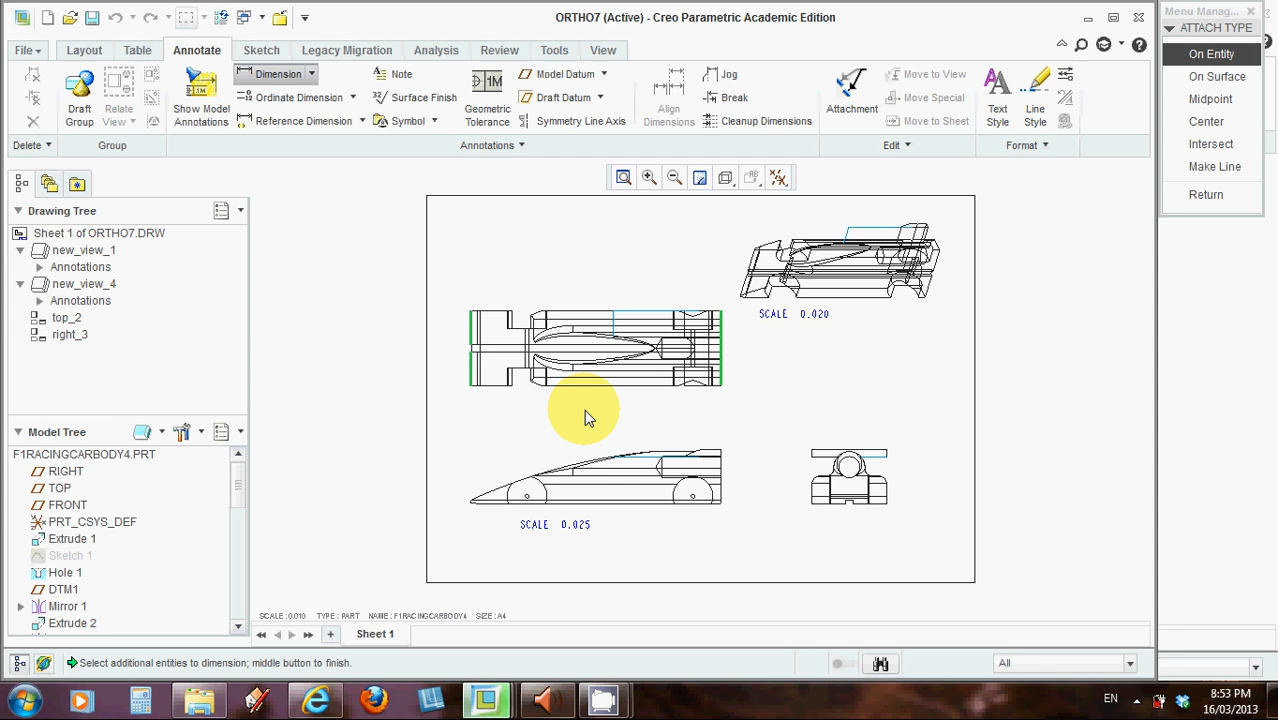 ORTHO7 (Active) - Creo Parametric Academic Edition
Menu Manag...
ATTACH TYPE
On Entity
On Surface
Midpoint
Center
Intersect
Make Line
Return
File
Layout
Table
Annotate
Sketch
Legacy Migration
Analysis
Review
Tools
View
Draft Group
Relate View
Show Model Annotations
Dimension
Ordinate Dimension
Reference Dimension
Note
Surface Finish
Symbol
Geometric Tolerance
Model Datum
Draft Datum
Symmetry Line Axis
Align Dimensions
Jog
Break
Cleanup Dimensions
Attachment
Move to View
Move Special
Move to Sheet
Text Style
Line Style
Delete
Group
Annotations
Edit
Format
Drawing Tree
Sheet 1 of ORTHO7.DRW
new_view_1
Annotations
new_view_4
Annotations
top_2
right_3
Model Tree
F1RACINGCARBODY4.PRT
RIGHT
TOP
FRONT
PRT_CSYS_DEF
Extrude 1
Sketch 1
Hole 1
DTM1
Mirror 1
Extrude 2
SCALE 0.020
SCALE 0.025
SCALE : 0.010 TYPE : PART NAME : F1RACINGCARBODY4 SIZE : A4
Sheet 1
Select additional entities to dimension; middle button to finish.
All
EN
8:53 PM
16/03/2013